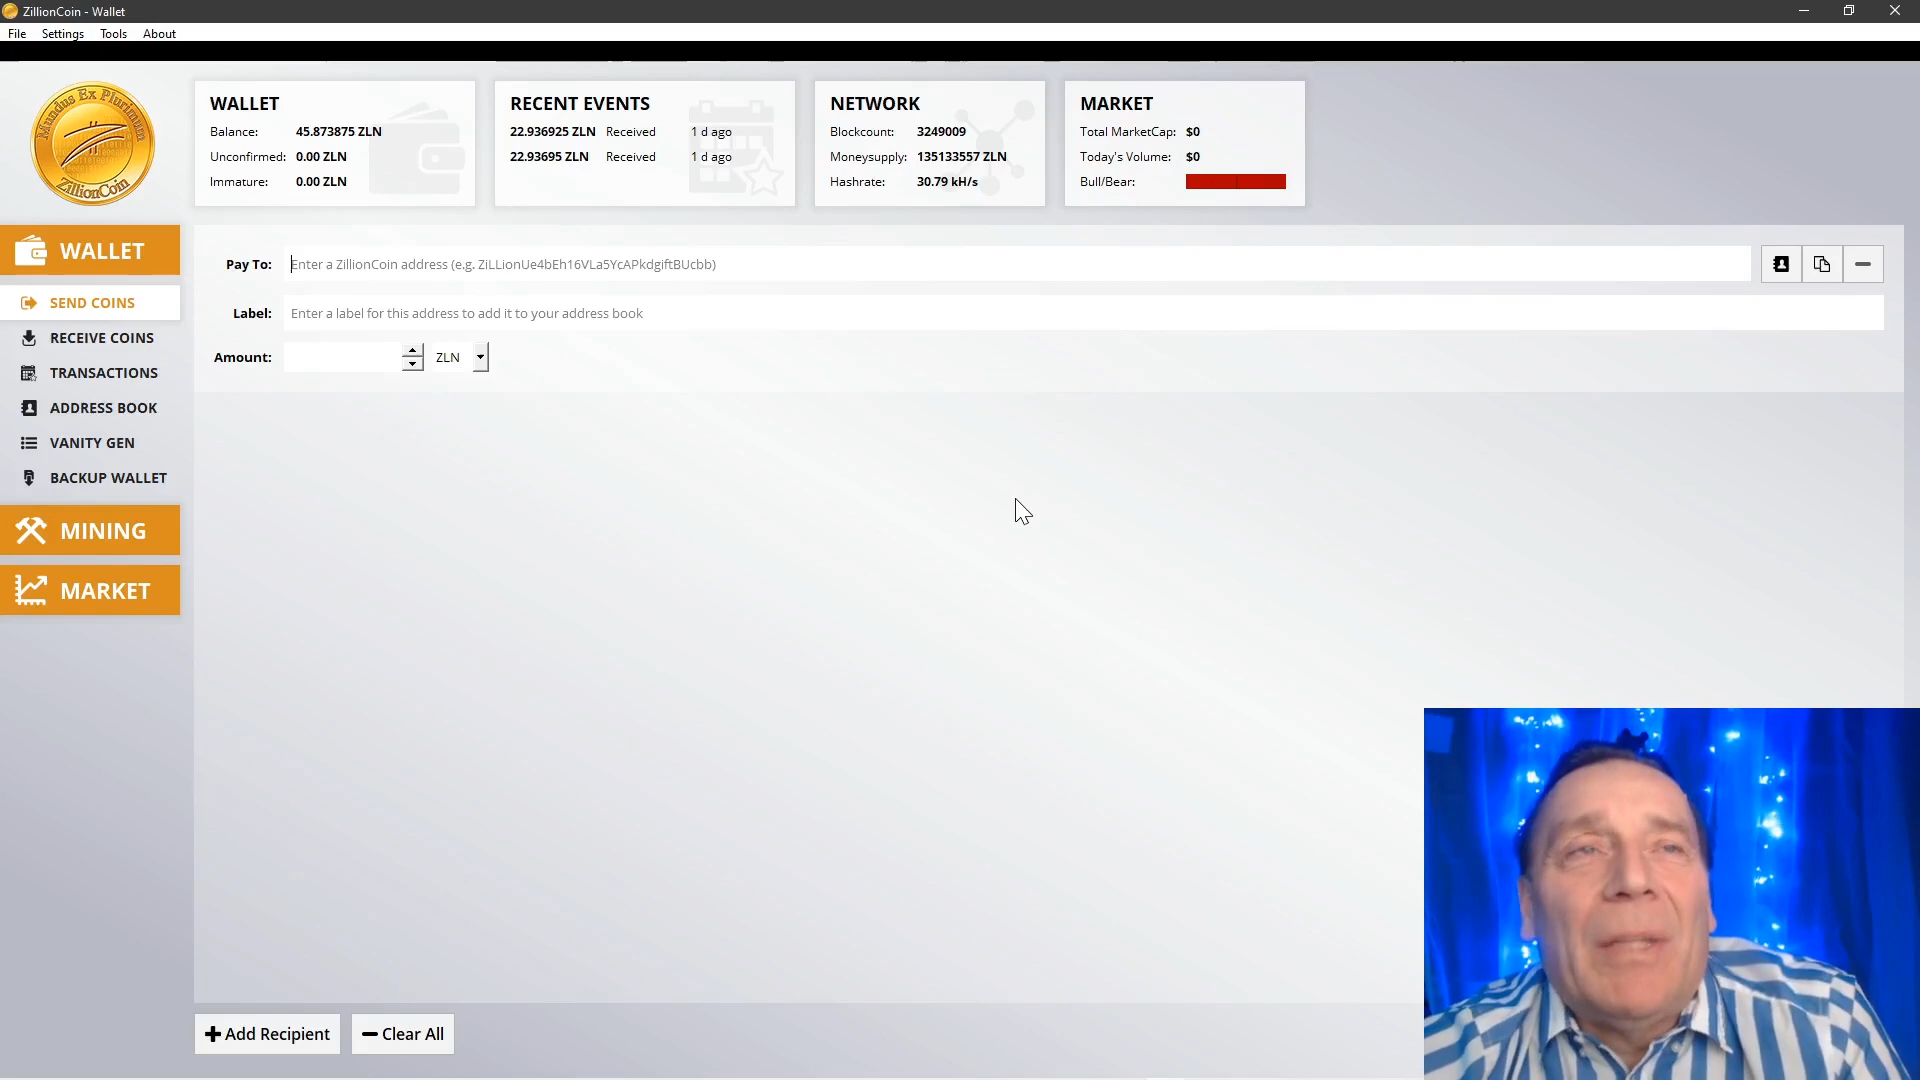 ZillionCoin - Wallet
File Settings Tools About
Mundus Ex Plurimum
ZillionCoin
WALLET
Balance: 45.873875 ZLN
Unconfirmed: 0.00 ZLN
Immature: 0.00 ZLN
RECENT EVENTS
22.936925 ZLN Received 1 d ago
22.93695 ZLN Received 1 d ago
NETWORK
Blockcount: 3249009
Moneysupply: 135133557 ZLN
Hashrate: 30.79 kH/s
MARKET
Total MarketCap: $0
Today's Volume: $0
Bull/Bear:
WALLET
SEND COINS
RECEIVE COINS
TRANSACTIONS
ADDRESS BOOK
VANITY GEN
BACKUP WALLET
MINING
MARKET
Pay To: Enter a ZillionCoin address (e.g. ZiLLionUe4bEh16VLa5YcAPkdgiftBUcbb)
Label: Enter a label for this address to add it to your address book
Amount: ZLN
Add Recipient Clear All